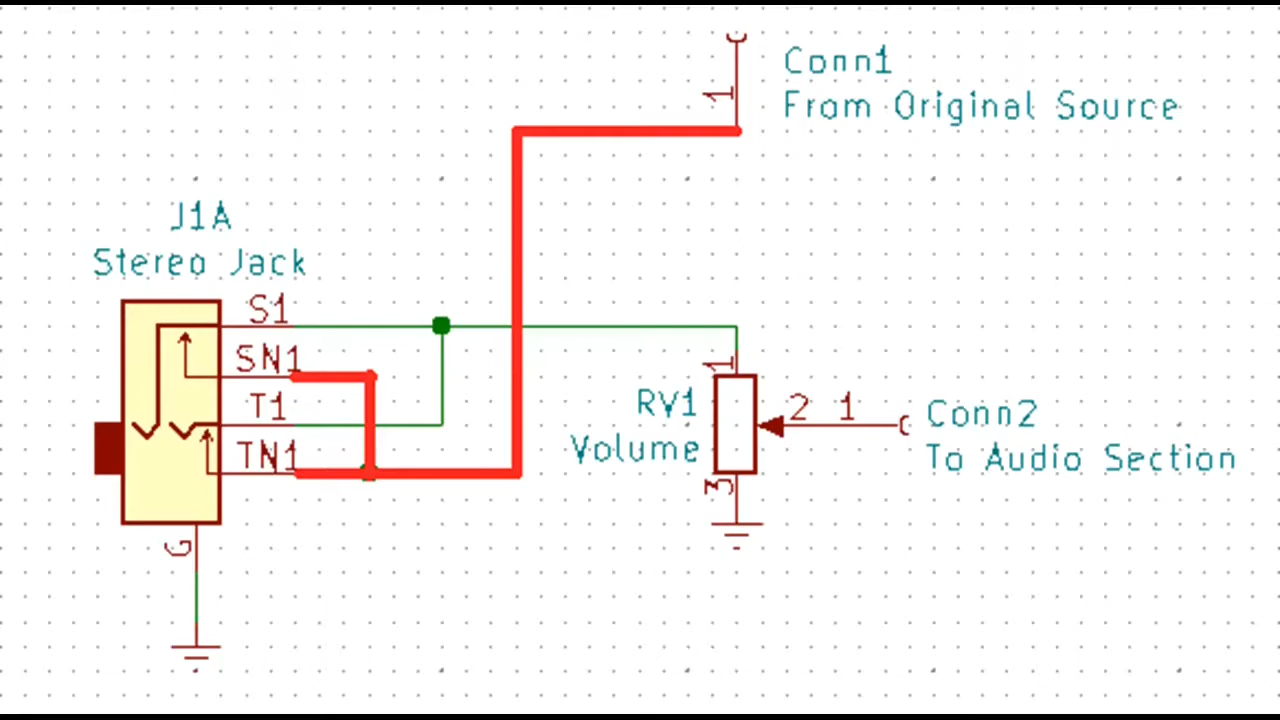 Conn1
From Original Source
1
J1A
Stereo Jack
S1
SN1
T1
TN1
G
1
RV1
Volume
3
2 1
Conn2
To Audio Section